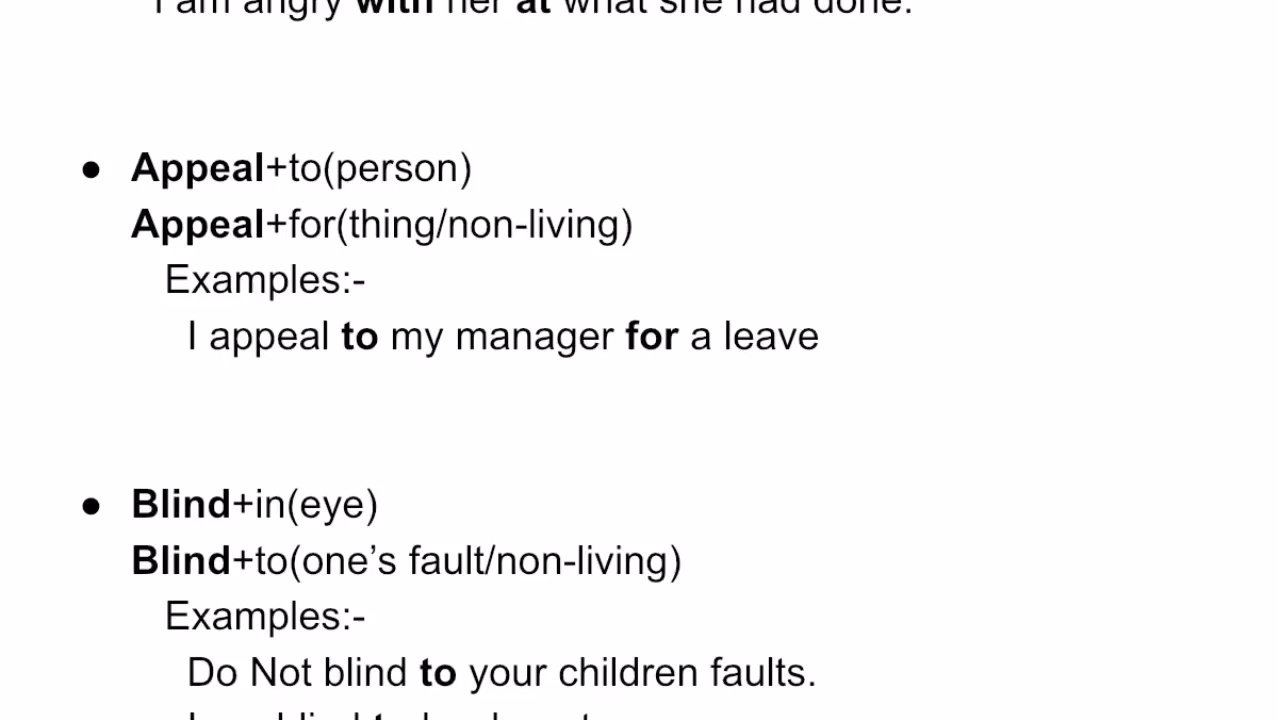 I am angry with her at what she had done.
● Appeal+to(person)
Appeal+for(thing/non-living)
Examples:-
I appeal to my manager for a leave
● Blind+in(eye)
Blind+to(one’s fault/non-living)
Examples:-
Do Not blind to your children faults.